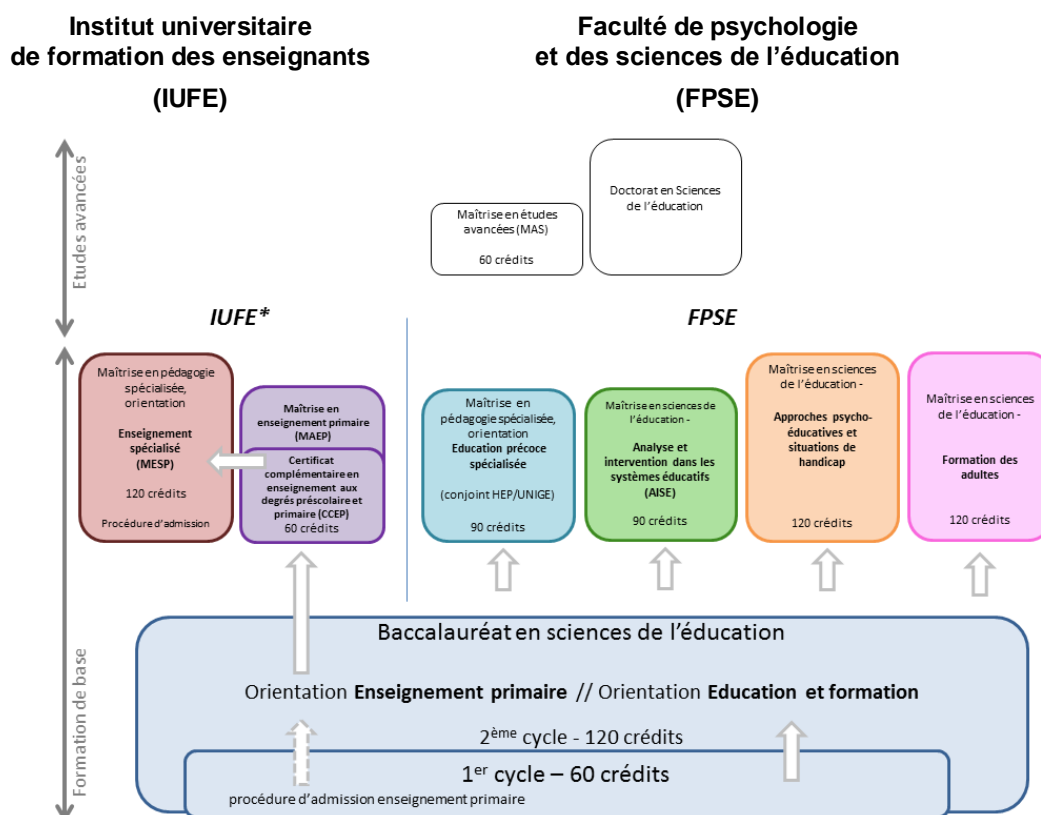 Institut universitaire
de formation des enseignants
(IUFE)
Faculté de psychologie
et des sciences de l'éducation
(FPSE)
Etudes avancées
Maîtrise en études
avancées (MAS)
60 crédits
Doctorat en Sciences
de l'éducation
IUFE*
FPSE
Formation de base
Maîtrise en pédagogie
spécialisée,
orientation
Enseignement
spécialisé
(MESP)
120 crédits
Procédure d'admission
Maîtrise en
enseignement primaire
(MAEP)
Certificat
complémentaire en
enseignement aux
degrés préscolaire et
primaire (CCEP)
60 crédits
Maîtrise en
pédagogie spécialisée,
orientation
Education précoce
spécialisée
(conjoint HEP/UNIGE)
90 crédits
Maîtrise en sciences de
l'éducation -
Analyse et
intervention dans les
systèmes éducatifs
(AISE)
90 crédits
Maîtrise en sciences
de l'éducation -
Approches psycho-
éducatives et
situations de
handicap
120 crédits
Maîtrise en sciences
de l'éducation -
Formation des
adultes
120 crédits
Baccalauréat en sciences de l'éducation
Orientation Enseignement primaire // Orientation Education et formation
2ème cycle - 120 crédits
1er cycle – 60 crédits
procédure d'admission enseignement primaire